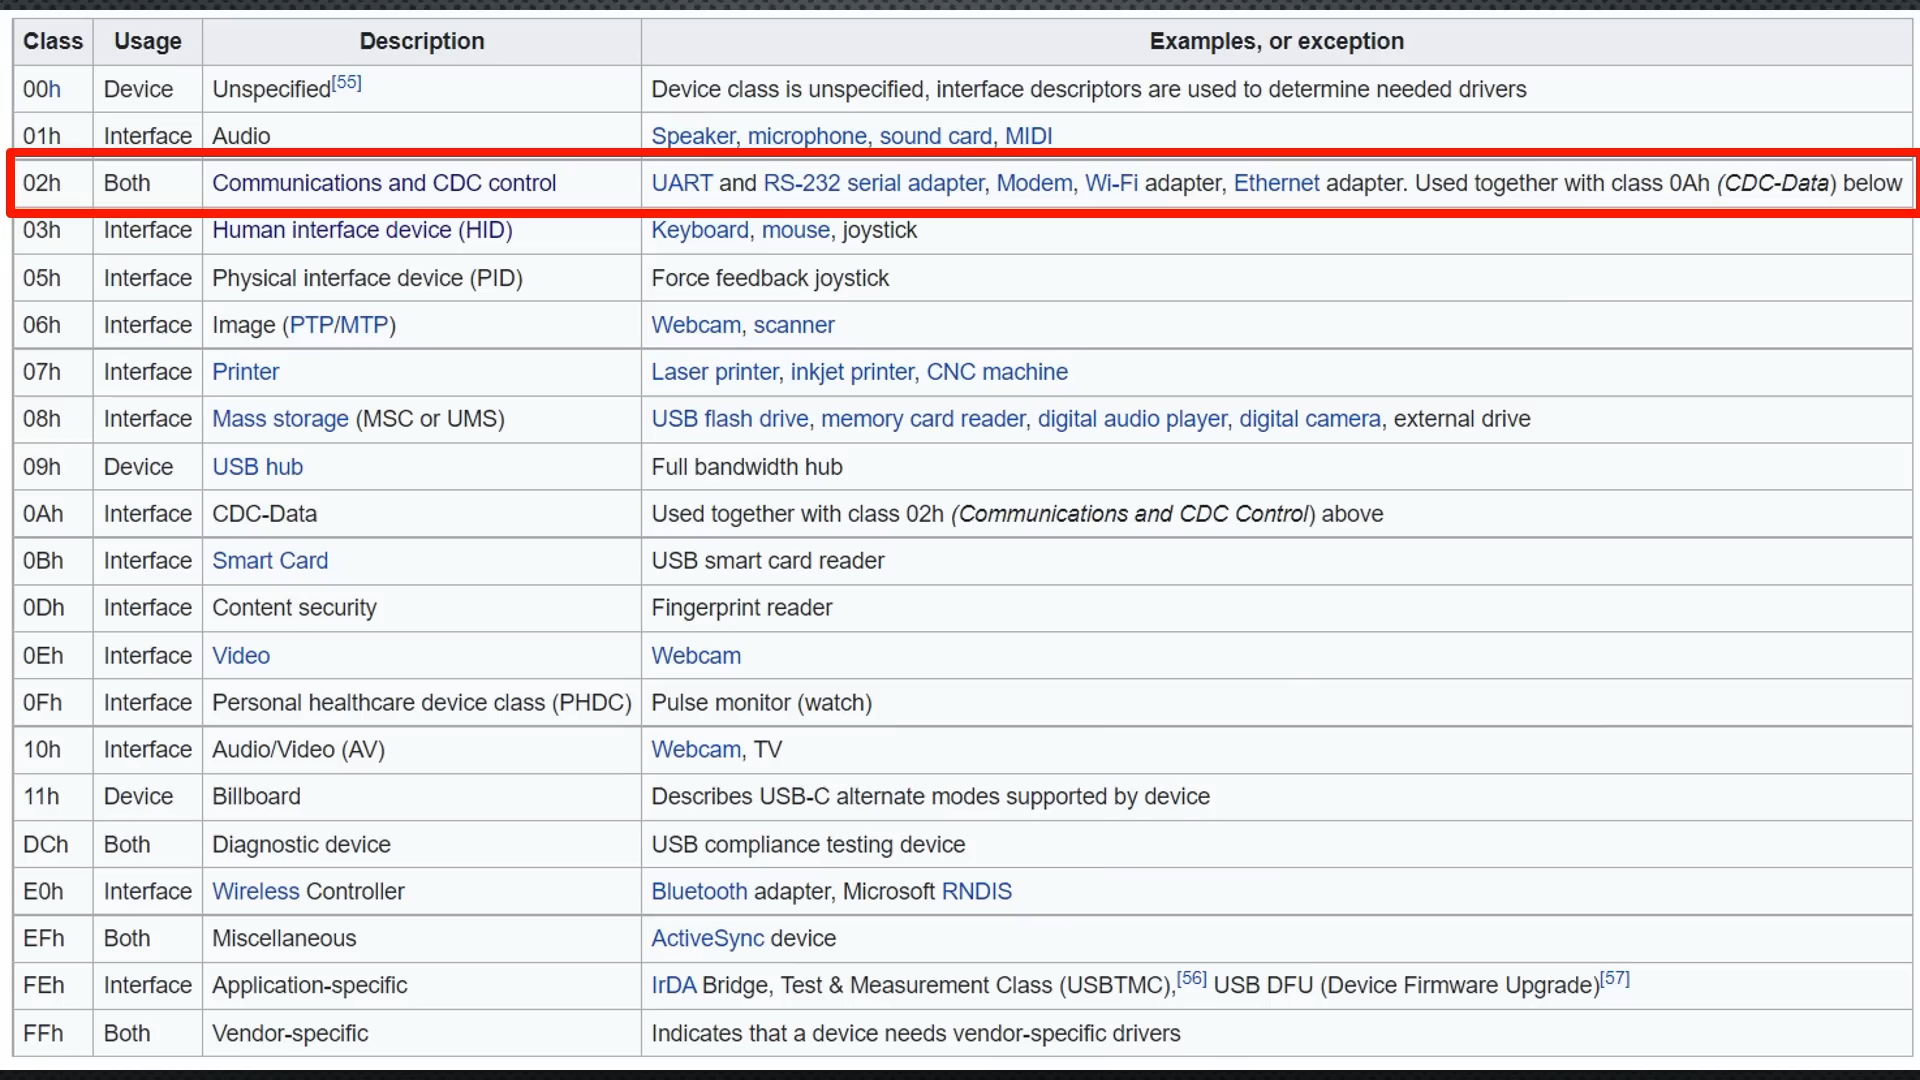 Class Usage Description Examples, or exception
00h Device Unspecified[55] Device class is unspecified, interface descriptors are used to determine needed drivers
01h Interface Audio Speaker, microphone, sound card, MIDI
02h Both Communications and CDC control UART and RS-232 serial adapter, Modem, Wi-Fi adapter, Ethernet adapter. Used together with class 0Ah (CDC-Data) below
03h Interface Human interface device (HID) Keyboard, mouse, joystick
05h Interface Physical interface device (PID) Force feedback joystick
06h Interface Image (PTP/MTP) Webcam, scanner
07h Interface Printer Laser printer, inkjet printer, CNC machine
08h Interface Mass storage (MSC or UMS) USB flash drive, memory card reader, digital audio player, digital camera, external drive
09h Device USB hub Full bandwidth hub
0Ah Interface CDC-Data Used together with class 02h (Communications and CDC Control) above
0Bh Interface Smart Card USB smart card reader
0Dh Interface Content security Fingerprint reader
0Eh Interface Video Webcam
0Fh Interface Personal healthcare device class (PHDC) Pulse monitor (watch)
10h Interface Audio/Video (AV) Webcam, TV
11h Device Billboard Describes USB-C alternate modes supported by device
DCh Both Diagnostic device USB compliance testing device
E0h Interface Wireless Controller Bluetooth adapter, Microsoft RNDIS
EFh Both Miscellaneous ActiveSync device
FEh Interface Application-specific IrDA Bridge, Test & Measurement Class (USBTMC),[56] USB DFU (Device Firmware Upgrade)[57]
FFh Both Vendor-specific Indicates that a device needs vendor-specific drivers